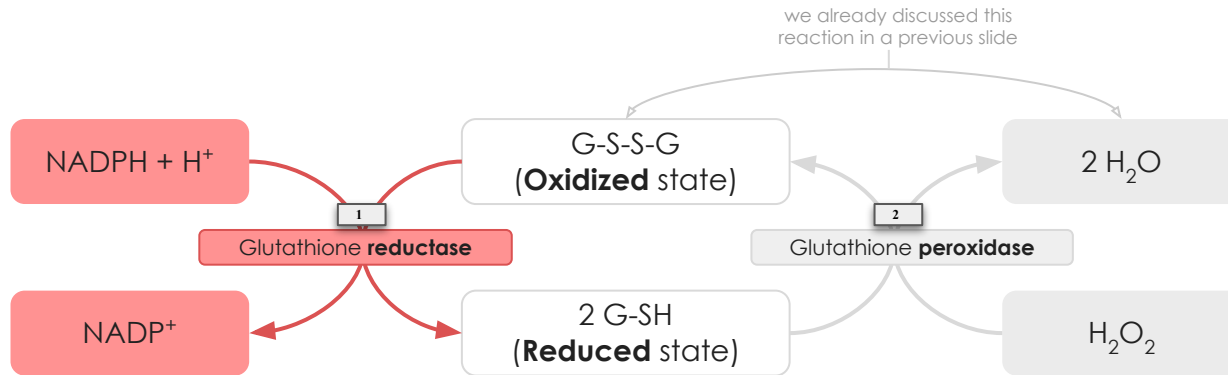 we already discussed this
reaction in a previous slide
NADPH + H⁺
G-S-S-G
(Oxidized state)
2 H₂O
1
2
Glutathione reductase
Glutathione peroxidase
NADP⁺
2 G-SH
(Reduced state)
H₂O₂